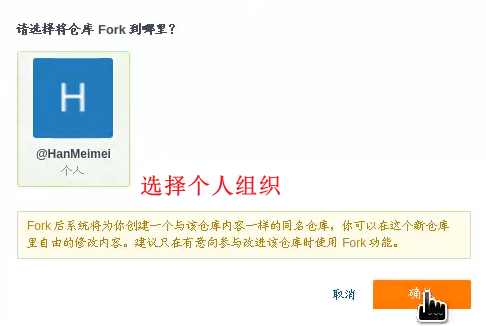 请选择将仓库 Fork 到哪里?
H
@HanMeimei
个人
选择个人组织
Fork 后系统将为你创建一个与该仓库内容一样的同名仓库，你可以在这个新仓库
里自由的修改内容。建议只在有意向参与改进该仓库时使用 Fork 功能。
取消
确